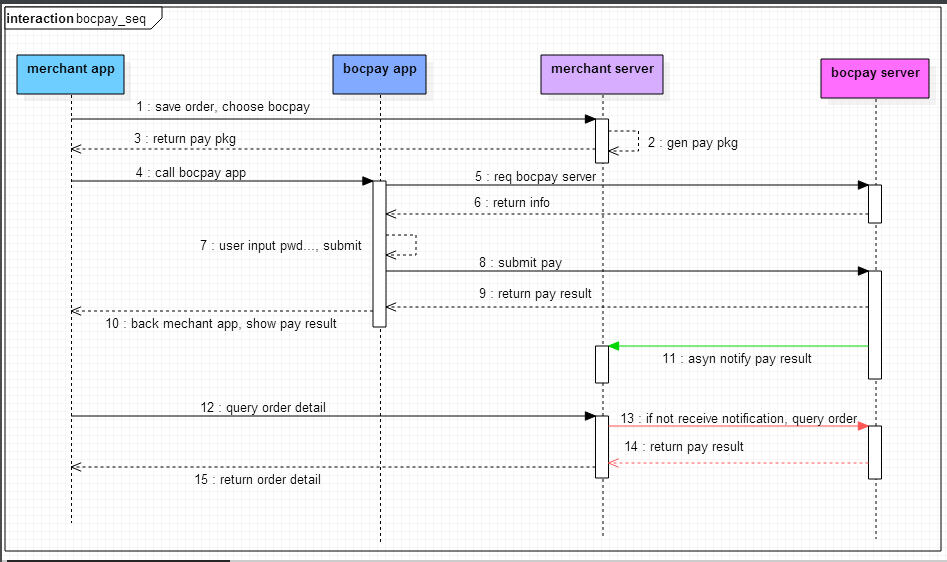 interaction bocpay_seq
merchant app
bocpay app
merchant server
bocpay server
1 : save order, choose bocpay
2 : gen pay pkg
3 : return pay pkg
4 : call bocpay app
5 : req bocpay server
6 : return info
7 : user input pwd..., submit
8 : submit pay
9 : return pay result
10 : back mechant app, show pay result
11 : asyn notify pay result
12 : query order detail
13 : if not receive notification, query order
14 : return pay result
15 : return order detail